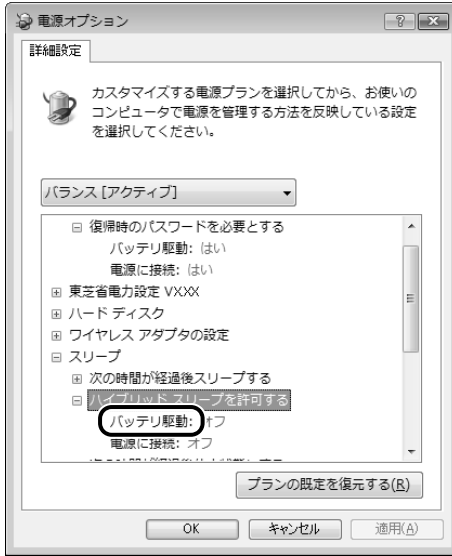 電源オプション
詳細設定
カスタマイズする電源プランを選択してから、お使いの
コンピュータで電源を管理する方法を反映している設定
を選択してください。
バランス [アクティブ]
復帰時のパスワードを必要とする
バッテリ駆動: はい
電源に接続: はい
東芝省電力設定 VX.XX
ハード ディスク
ワイヤレス アダプタの設定
スリープ
次の時間が経過後スリープする
ハイブリッド スリープを許可する
バッテリ駆動: オフ
電源に接続: オフ
プランの既定を復元する(R)
OK
キャンセル
適用(A)